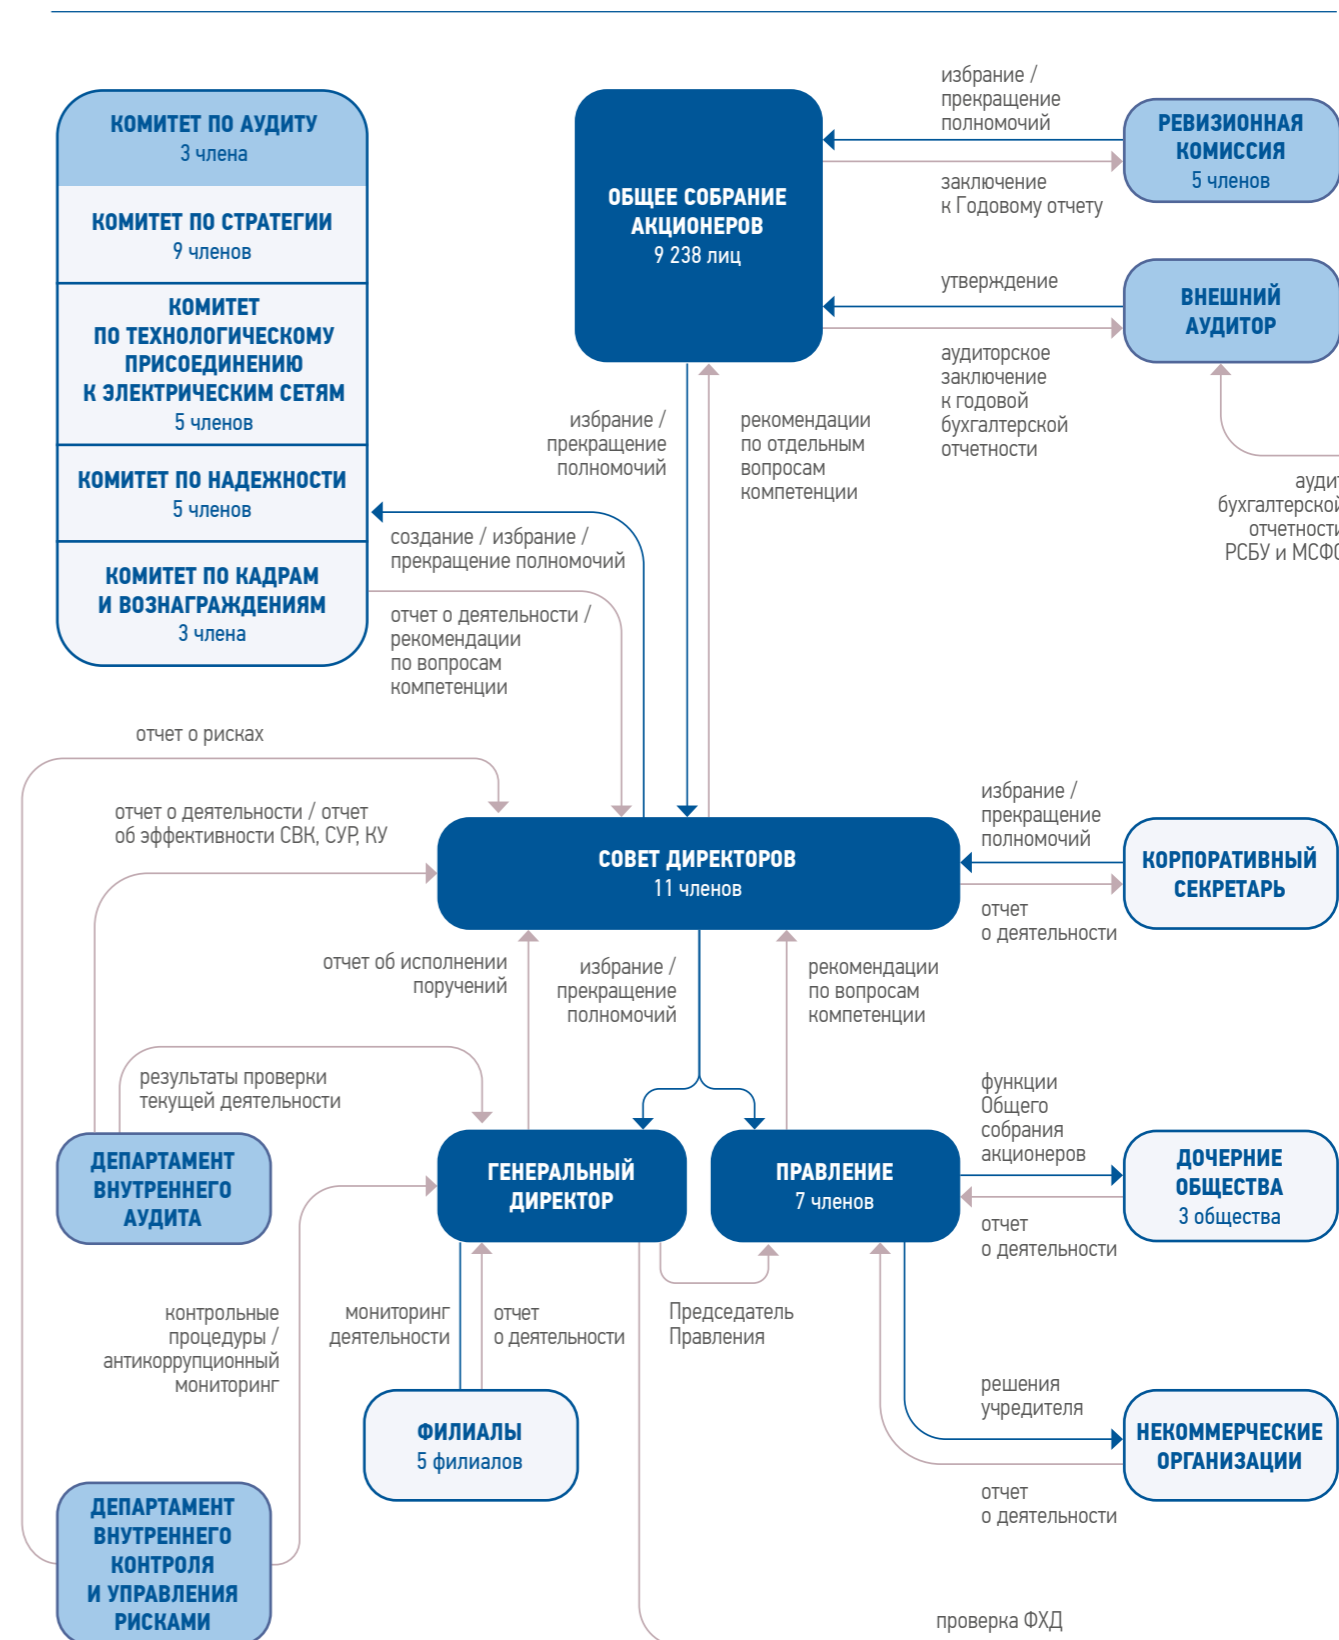 КОМИТЕТ ПО АУДИТУ
3 члена
КОМИТЕТ ПО СТРАТЕГИИ
9 членов
КОМИТЕТ
ПО ТЕХНОЛОГИЧЕСКОМУ
ПРИСОЕДИНЕНИЮ
К ЭЛЕКТРИЧЕСКИМ СЕТЯМ
5 членов
КОМИТЕТ ПО НАДЕЖНОСТИ
5 членов
КОМИТЕТ ПО КАДРАМ
И ВОЗНАГРАЖДЕНИЯМ
3 члена
ОБЩЕЕ СОБРАНИЕ
АКЦИОНЕРОВ
9 238 лиц
избрание /
прекращение
полномочий
заключение
к Годовому отчету
РЕВИЗИОННАЯ
КОМИССИЯ
5 членов
утверждение
аудиторское
заключение
к годовой
бухгалтерской
отчетности
ВНЕШНИЙ
АУДИТОР
аудит
бухгалтерской
отчетности
РСБУ и МСФО
избрание /
прекращение
полномочий
рекомендации
по отдельным
вопросам
компетенции
создание / избрание /
прекращение полномочий
отчет о деятельности /
рекомендации
по вопросам
компетенции
отчет о рисках
отчет о деятельности / отчет
об эффективности СВК, СУР, КУ
СОВЕТ ДИРЕКТОРОВ
11 членов
избрание /
прекращение
полномочий
отчет
о деятельности
КОРПОРАТИВНЫЙ
СЕКРЕТАРЬ
отчет об исполнении
поручений
избрание /
прекращение
полномочий
рекомендации
по вопросам
компетенции
результаты проверки
текущей деятельности
ДЕПАРТАМЕНТ
ВНУТРЕННЕГО
АУДИТА
ГЕНЕРАЛЬНЫЙ
ДИРЕКТОР
ПРАВЛЕНИЕ
7 членов
функции
Общего
собрания
акционеров
отчет
о деятельности
ДОЧЕРНИЕ
ОБЩЕСТВА
3 общества
контрольные
процедуры /
антикоррупционный
мониторинг
мониторинг
деятельности
отчет
о деятельности
Председатель
Правления
ФИЛИАЛЫ
5 филиалов
решения
учредителя
отчет
о деятельности
НЕКОММЕРЧЕСКИЕ
ОРГАНИЗАЦИИ
ДЕПАРТАМЕНТ
ВНУТРЕННЕГО
КОНТРОЛЯ
И УПРАВЛЕНИЯ
РИСКАМИ
проверка ФХД